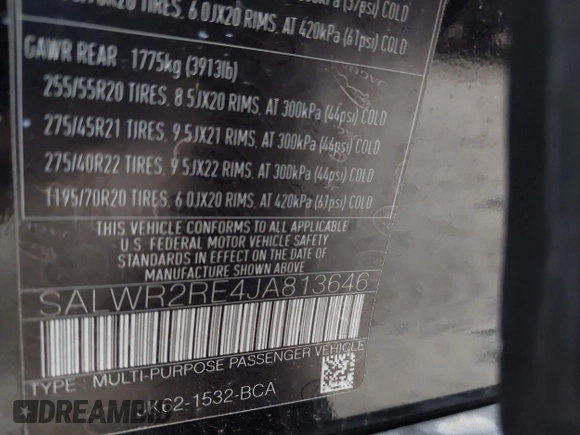 TIRES, 6.0JX20 RIMS, AT 420kPa (61psi) COLD
GAWR REAR : 1775kg (3913lb)
255/55R20 TIRES, 8.5JX20 RIMS, AT 300kPa (44psi) COLD
275/45R21 TIRES, 9.5JX21 RIMS, AT 300kPa (44psi) COLD
275/40R22 TIRES, 9.5JX22 RIMS, AT 300kPa (44psi) COLD
T195/70R20 TIRES, 6.0JX20 RIMS, AT 420kPa (61psi) COLD
THIS VEHICLE CONFORMS TO ALL APPLICABLE
U.S. FEDERAL MOTOR VEHICLE SAFETY
STANDARDS IN EFFECT ON THE DATE OF
MANUFACTURE SHOWN ABOVE.
SALWR2RE4JA813646
TYPE : MULTI-PURPOSE PASSENGER VEHICLE
K62-1532-BCA
DREAMBID